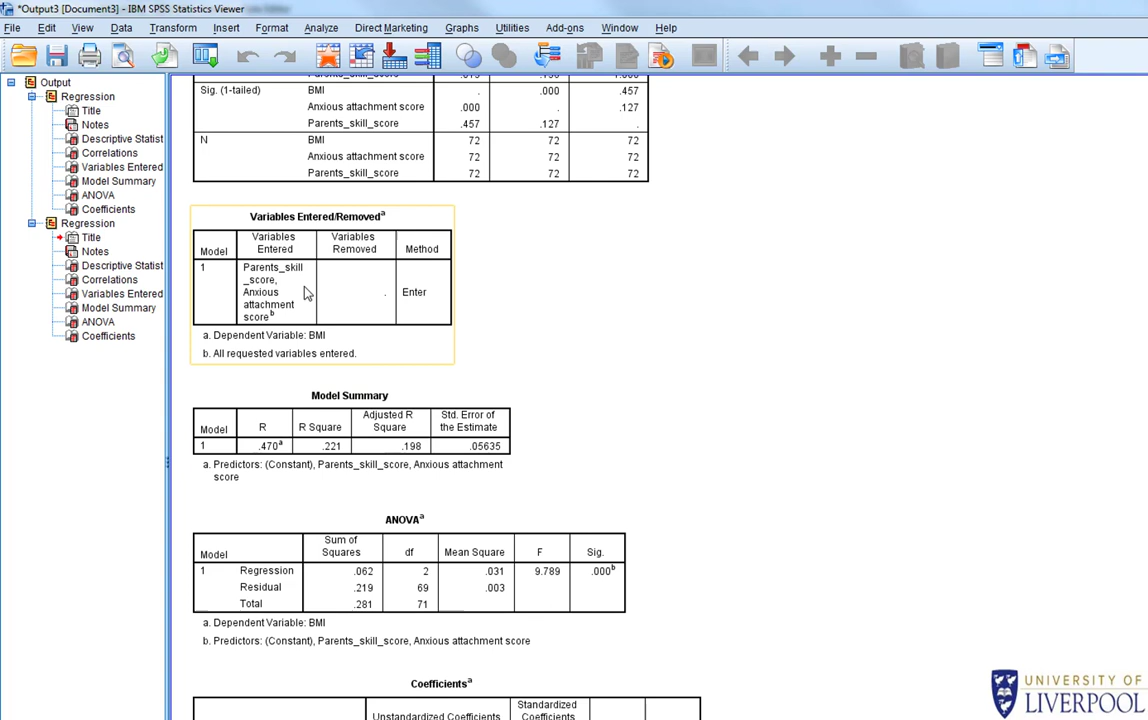 *Output3 [Document3] - IBM SPSS Statistics Viewer
File Edit View Data Transform Insert Format Analyze Direct Marketing Graphs Utilities Add-ons Window Help
Output
Regression
Title
Notes
Descriptive Statist
Correlations
Variables Entered
Model Summary
ANOVA
Coefficients
Regression
Title
Notes
Descriptive Statist
Correlations
Variables Entered
Model Summary
ANOVA
Coefficients
Sig. (1-tailed) BMI . .000 .457
Anxious attachment score .000 . .127
Parents_skill_score .457 .127 .
N BMI 72 72 72
Anxious attachment score 72 72 72
Parents_skill_score 72 72 72
Variables Entered/Removedᵃ
Model Variables Entered Variables Removed Method
1 Parents_skill
_score,
Anxious . Enter
attachment
scoreᵇ
a. Dependent Variable: BMI
b. All requested variables entered.
Model Summary
Model R R Square Adjusted R Square Std. Error of the Estimate
1 .470ᵃ .221 .198 .05635
a. Predictors: (Constant), Parents_skill_score, Anxious attachment
score
ANOVAᵃ
Model Sum of Squares df Mean Square F Sig.
1 Regression .062 2 .031 9.789 .000ᵇ
Residual .219 69 .003
Total .281 71
a. Dependent Variable: BMI
b. Predictors: (Constant), Parents_skill_score, Anxious attachment score
Coefficientsᵃ
Unstandardized Coefficients Standardized Coefficients
UNIVERSITY OF
LIVERPOOL